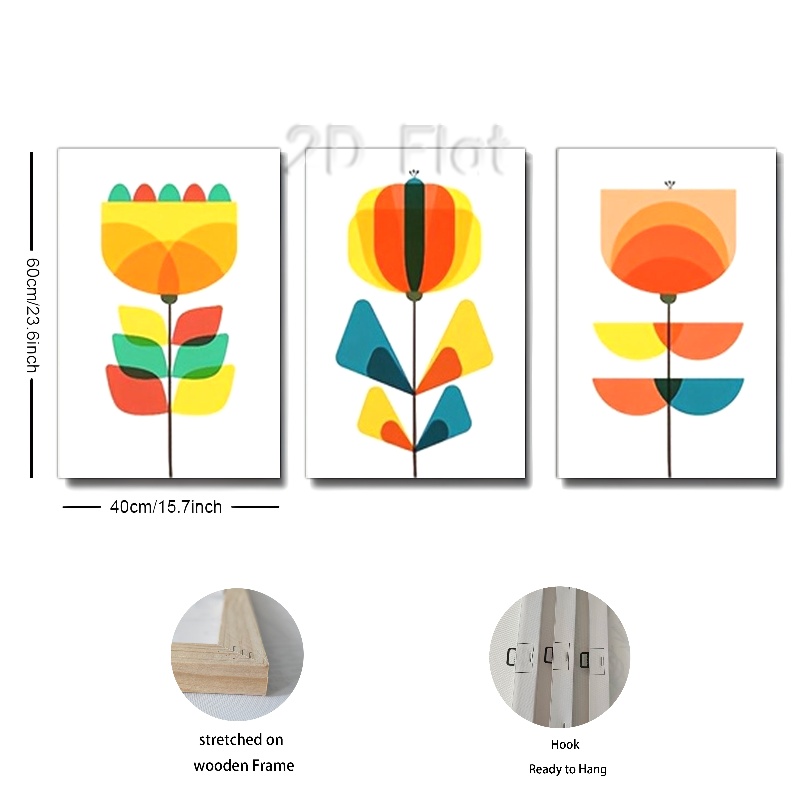 2D Flat
60cm/23.6inch
40cm/15.7inch
stretched on
wooden Frame
Hook
Ready to Hang